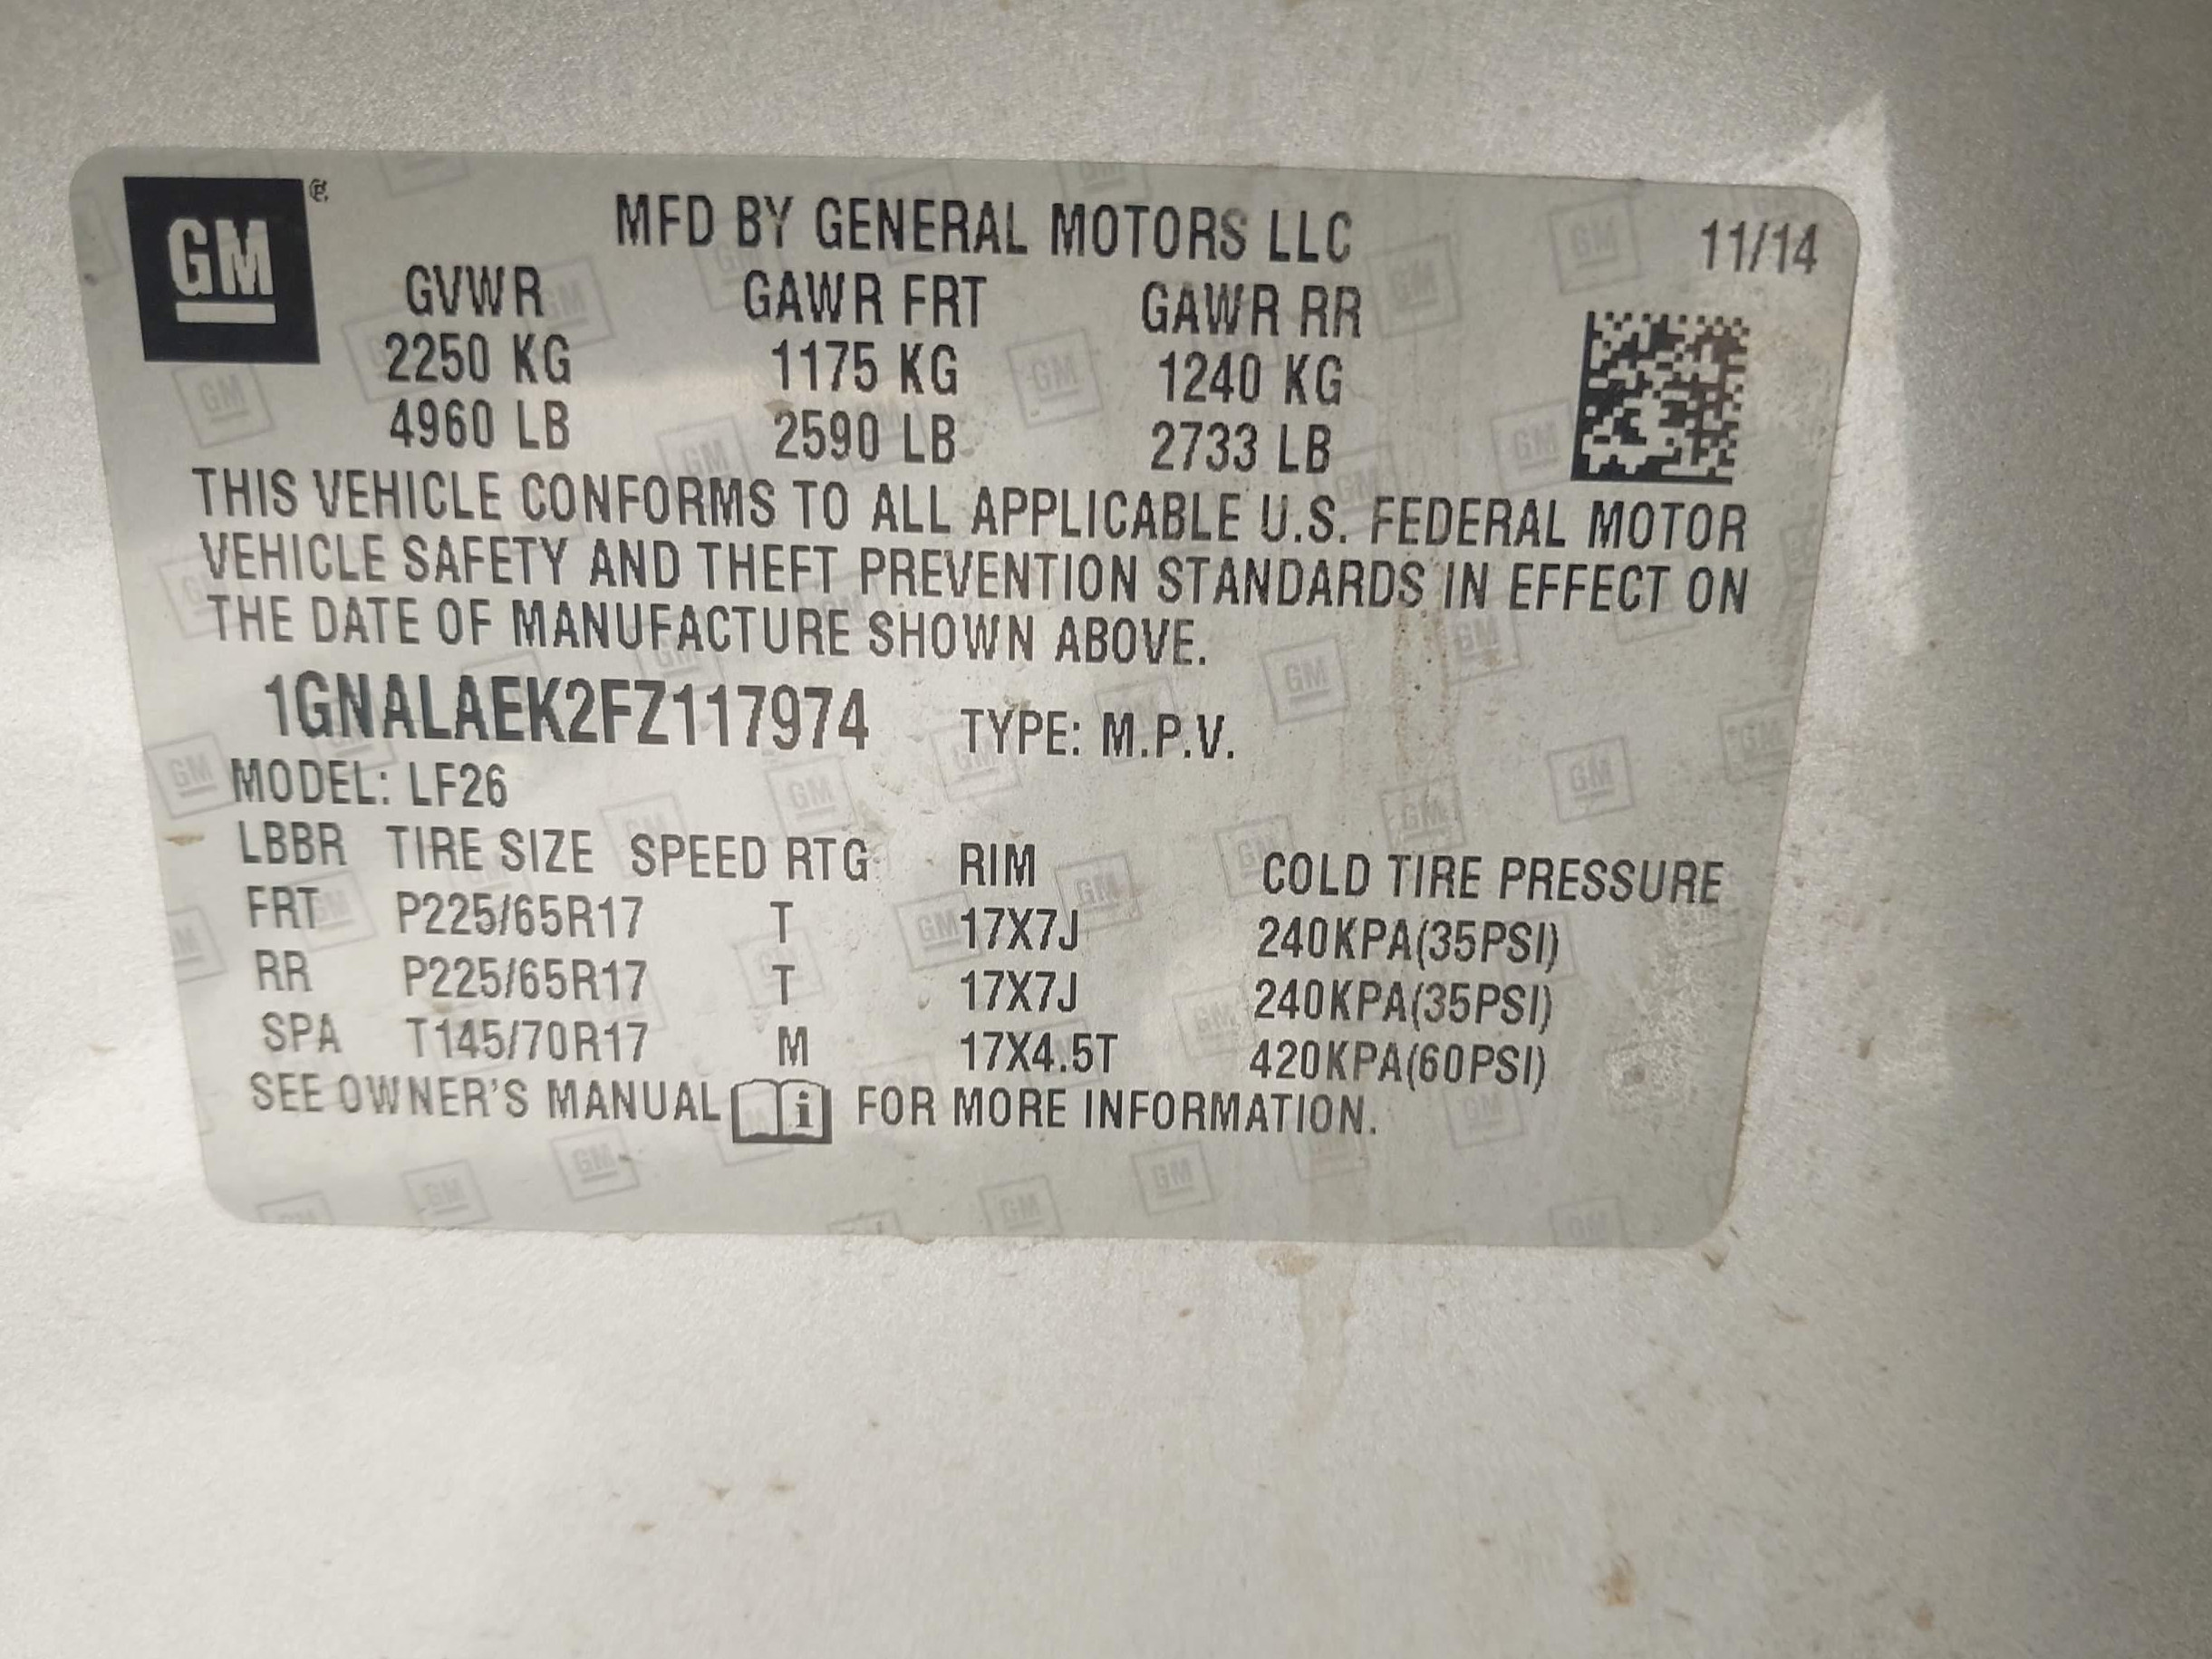 GM
MFD BY GENERAL MOTORS LLC 11/14
GVWR GAWR FRT GAWR RR
2250 KG 1175 KG 1240 KG
4960 LB 2590 LB 2733 LB
THIS VEHICLE CONFORMS TO ALL APPLICABLE U.S. FEDERAL MOTOR
VEHICLE SAFETY AND THEFT PREVENTION STANDARDS IN EFFECT ON
THE DATE OF MANUFACTURE SHOWN ABOVE.
1GNALAEK2FZ117974 TYPE: M.P.V.
MODEL: LF26
LBBR TIRE SIZE SPEED RTG RIM COLD TIRE PRESSURE
FRT P225/65R17 T 17X7J 240KPA(35PSI)
RR P225/65R17 T 17X7J 240KPA(35PSI)
SPA T145/70R17 M 17X4.5T 420KPA(60PSI)
SEE OWNER'S MANUAL i FOR MORE INFORMATION.